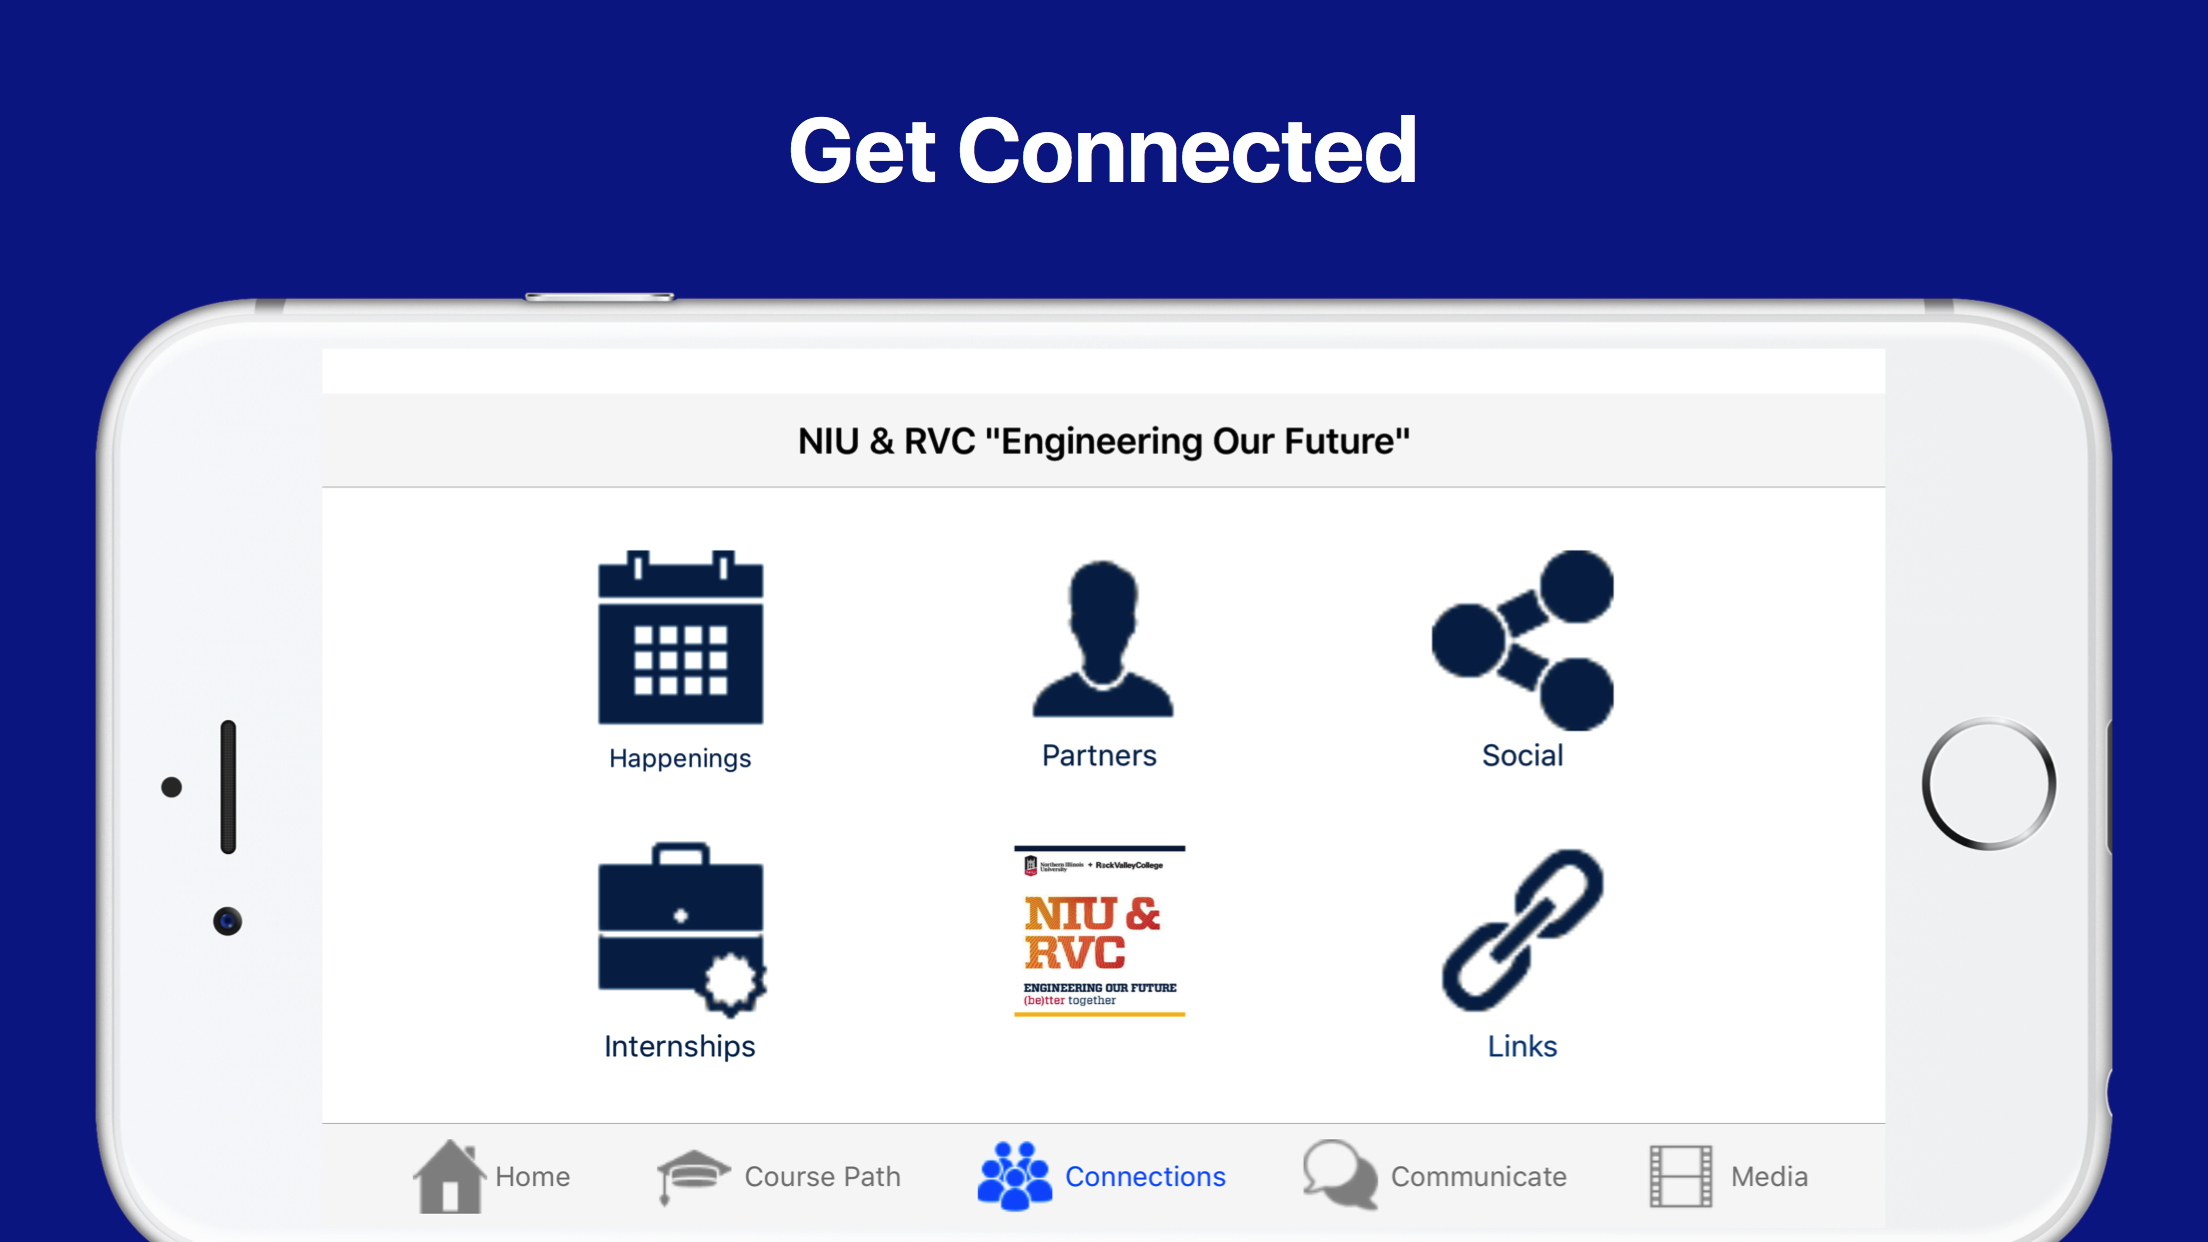 Get Connected
NIU & RVC "Engineering Our Future"
Happenings
Partners
Social
Northern Illinois
University
+ RockValleyCollege
NIU &
RVC
ENGINEERING OUR FUTURE
(be)tter together
Internships
Links
Home
Course Path
Connections
Communicate
Media